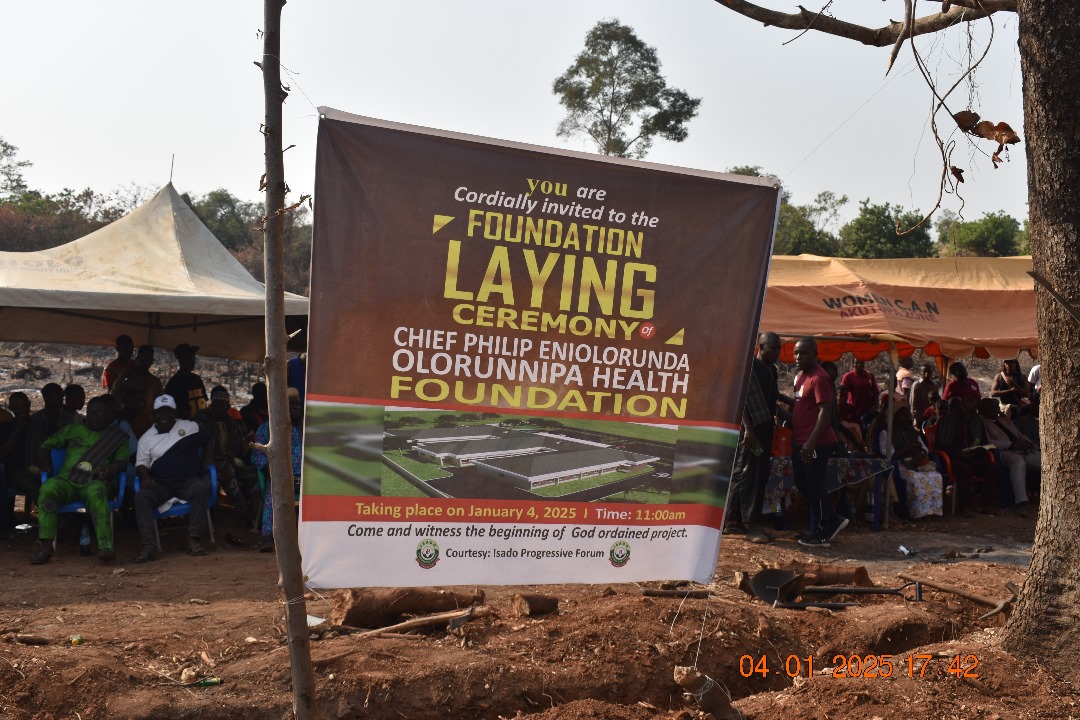 you are
Cordially invited to the
FOUNDATION
LAYING
CEREMONY of
CHIEF PHILIP ENIOLORUNDA
OLORUNNIPA HEALTH
FOUNDATION
Taking place on January 4, 2025 | Time: 11:00am
Come and witness the beginning of God ordained project.
Courtesy: Isado Progressive Forum
WOMEN C.A.N
04 01 2025 17 42